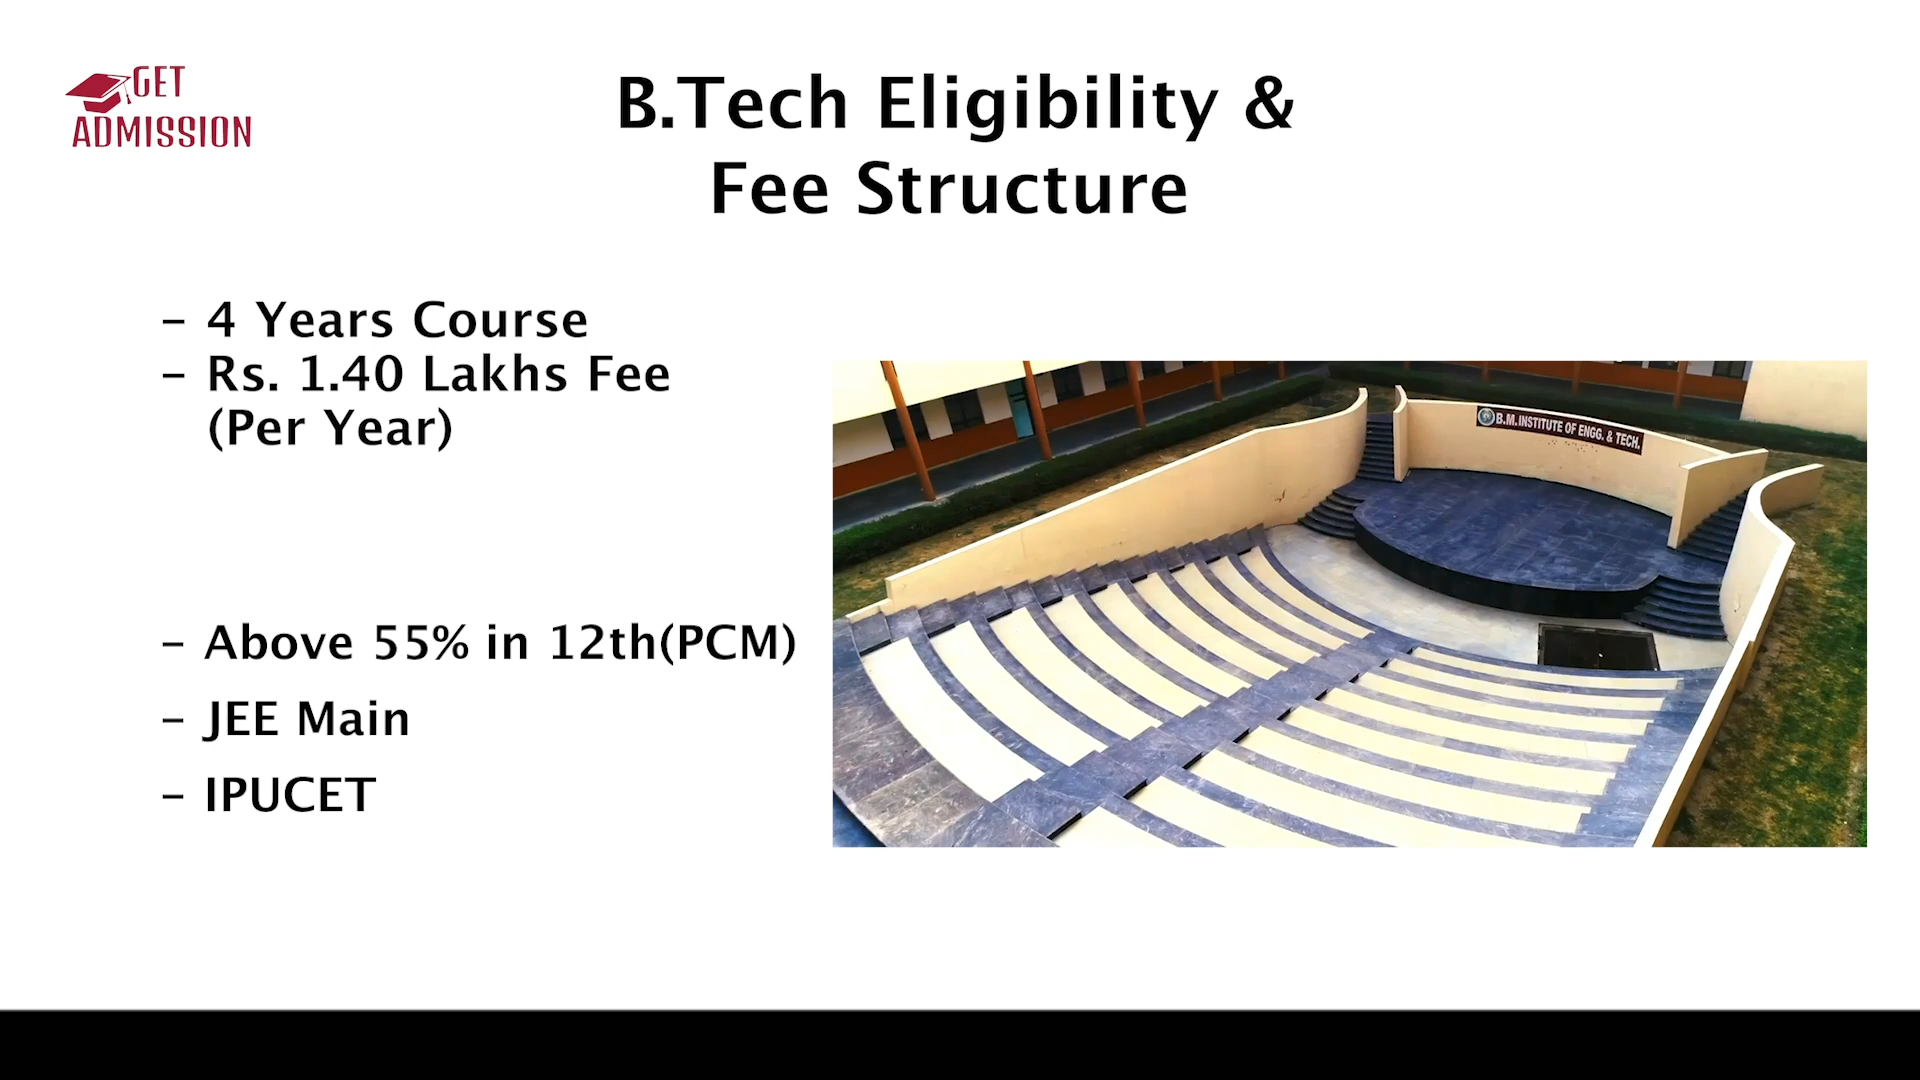 GET
ADMISSION
B.Tech Eligibility &
Fee Structure
- 4 Years Course
- Rs. 1.40 Lakhs Fee
(Per Year)
B.M. INSTITUTE OF ENGG. & TECH.
- Above 55% in 12th(PCM)
- JEE Main
- IPUCET